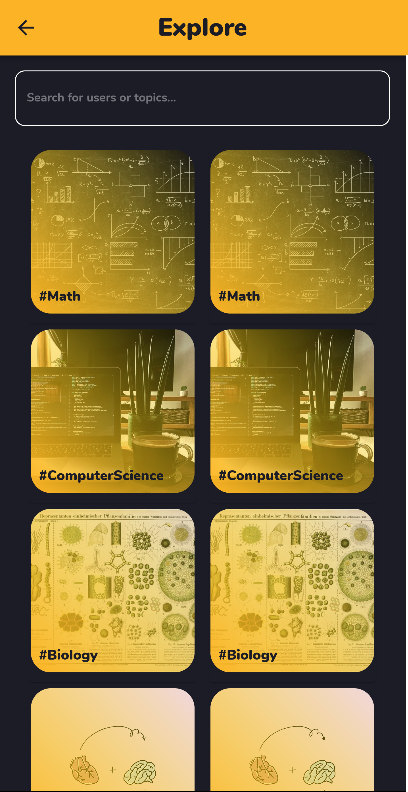 Explore
Search for users or topics...
#Math
#Math
#ComputerScience
#ComputerScience
#Biology
#Biology